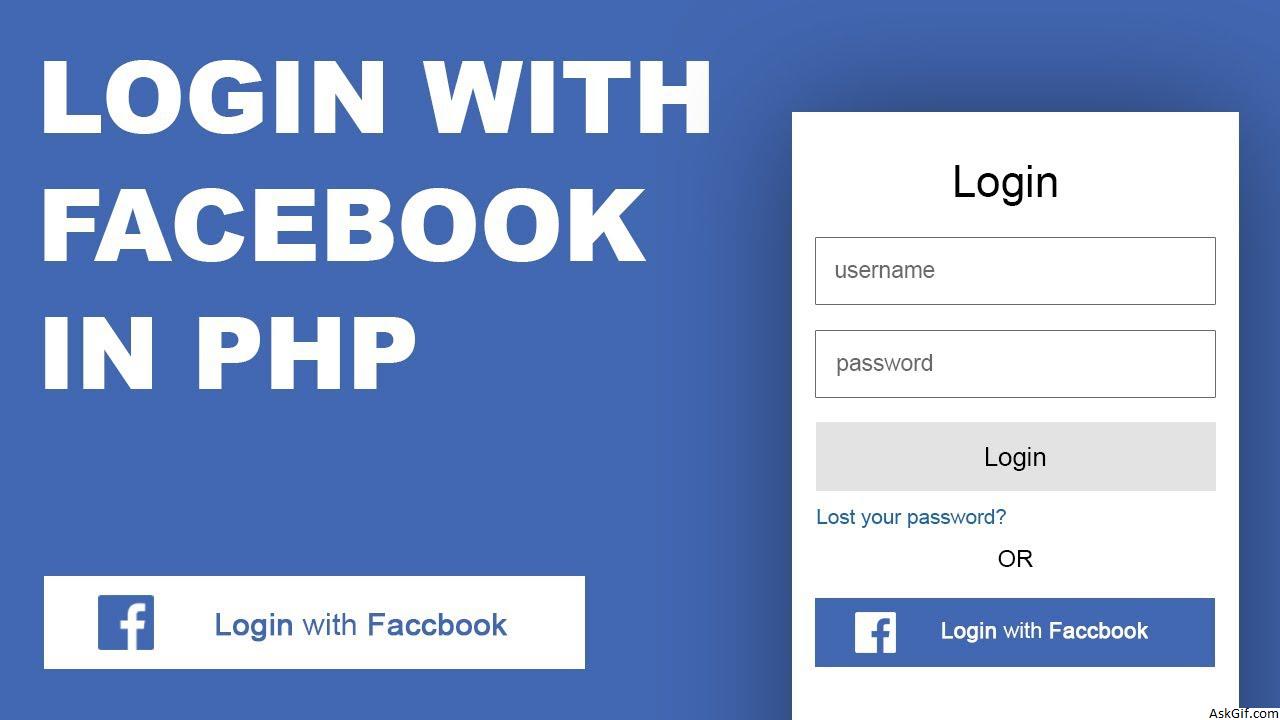 LOGIN WITH
FACEBOOK
IN PHP
Login with Faccbook
Login
username
password
Login
Lost your password?
OR
Login with Faccbook
AskGif.com